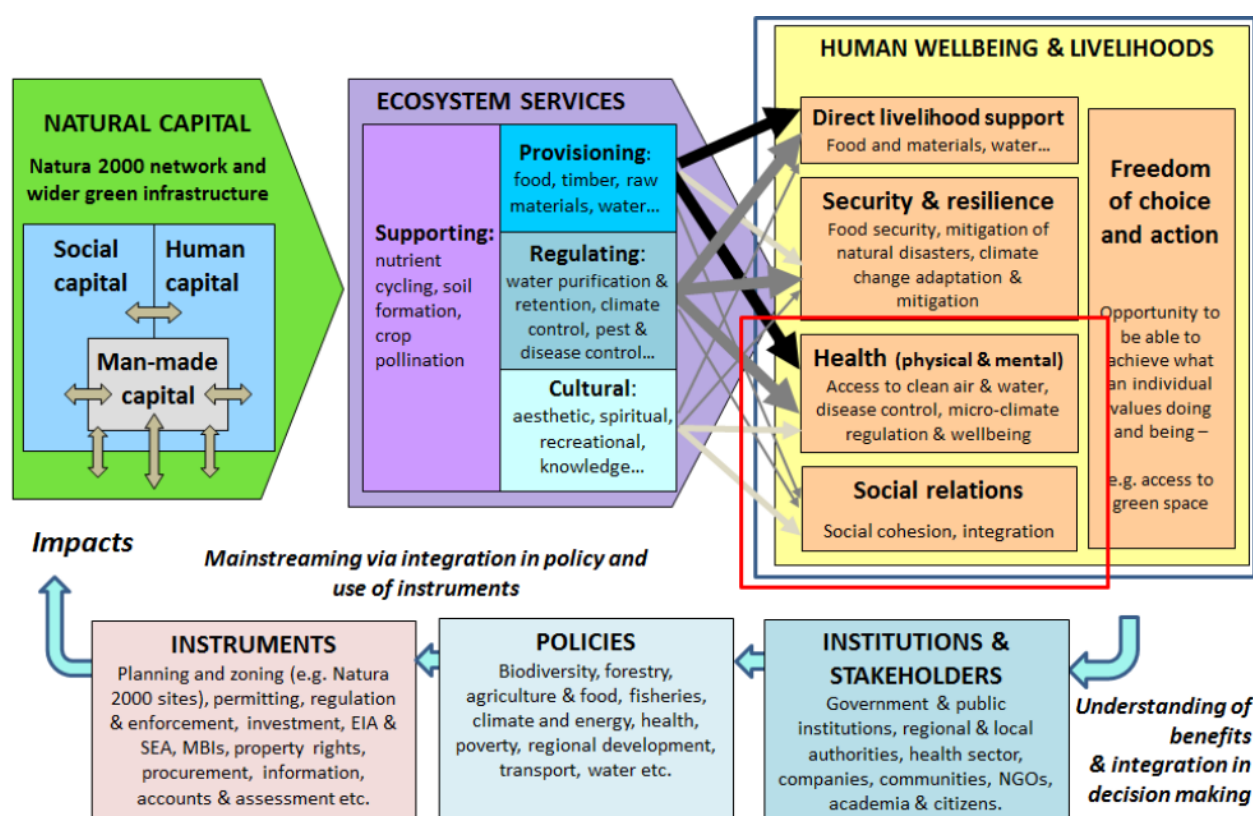 NATURAL CAPITAL
Natura 2000 network and
wider green infrastructure
Social
capital
Human
capital
Man-made
capital
ECOSYSTEM SERVICES
Supporting:
nutrient
cycling, soil
formation,
crop
pollination
Provisioning:
food, timber, raw
materials, water...
Regulating:
water purification &
retention, climate
control, pest &
disease control...
Cultural:
aesthetic, spiritual,
recreational,
knowledge...
HUMAN WELLBEING & LIVELIHOODS
Direct livelihood support
Food and materials, water...
Security & resilience
Food security, mitigation of
natural disasters, climate
change adaptation &
mitigation
Health (physical & mental)
Access to clean air & water,
disease control, micro-climate
regulation & wellbeing
Social relations
Social cohesion, integration
Freedom
of choice
and action
Opportunity to
be able to
achieve what
an individual
values doing
and being –
e.g. access to
green space
Impacts
Mainstreaming via integration in policy and
use of instruments
INSTRUMENTS
Planning and zoning (e.g. Natura
2000 sites), permitting, regulation
& enforcement, investment, EIA &
SEA, MBIs, property rights,
procurement, information,
accounts & assessment etc.
POLICIES
Biodiversity, forestry,
agriculture & food, fisheries,
climate and energy, health,
poverty, regional development,
transport, water etc.
INSTITUTIONS &
STAKEHOLDERS
Government & public
institutions, regional & local
authorities, health sector,
companies, communities, NGOs,
academia & citizens.
Understanding of
benefits
& integration in
decision making